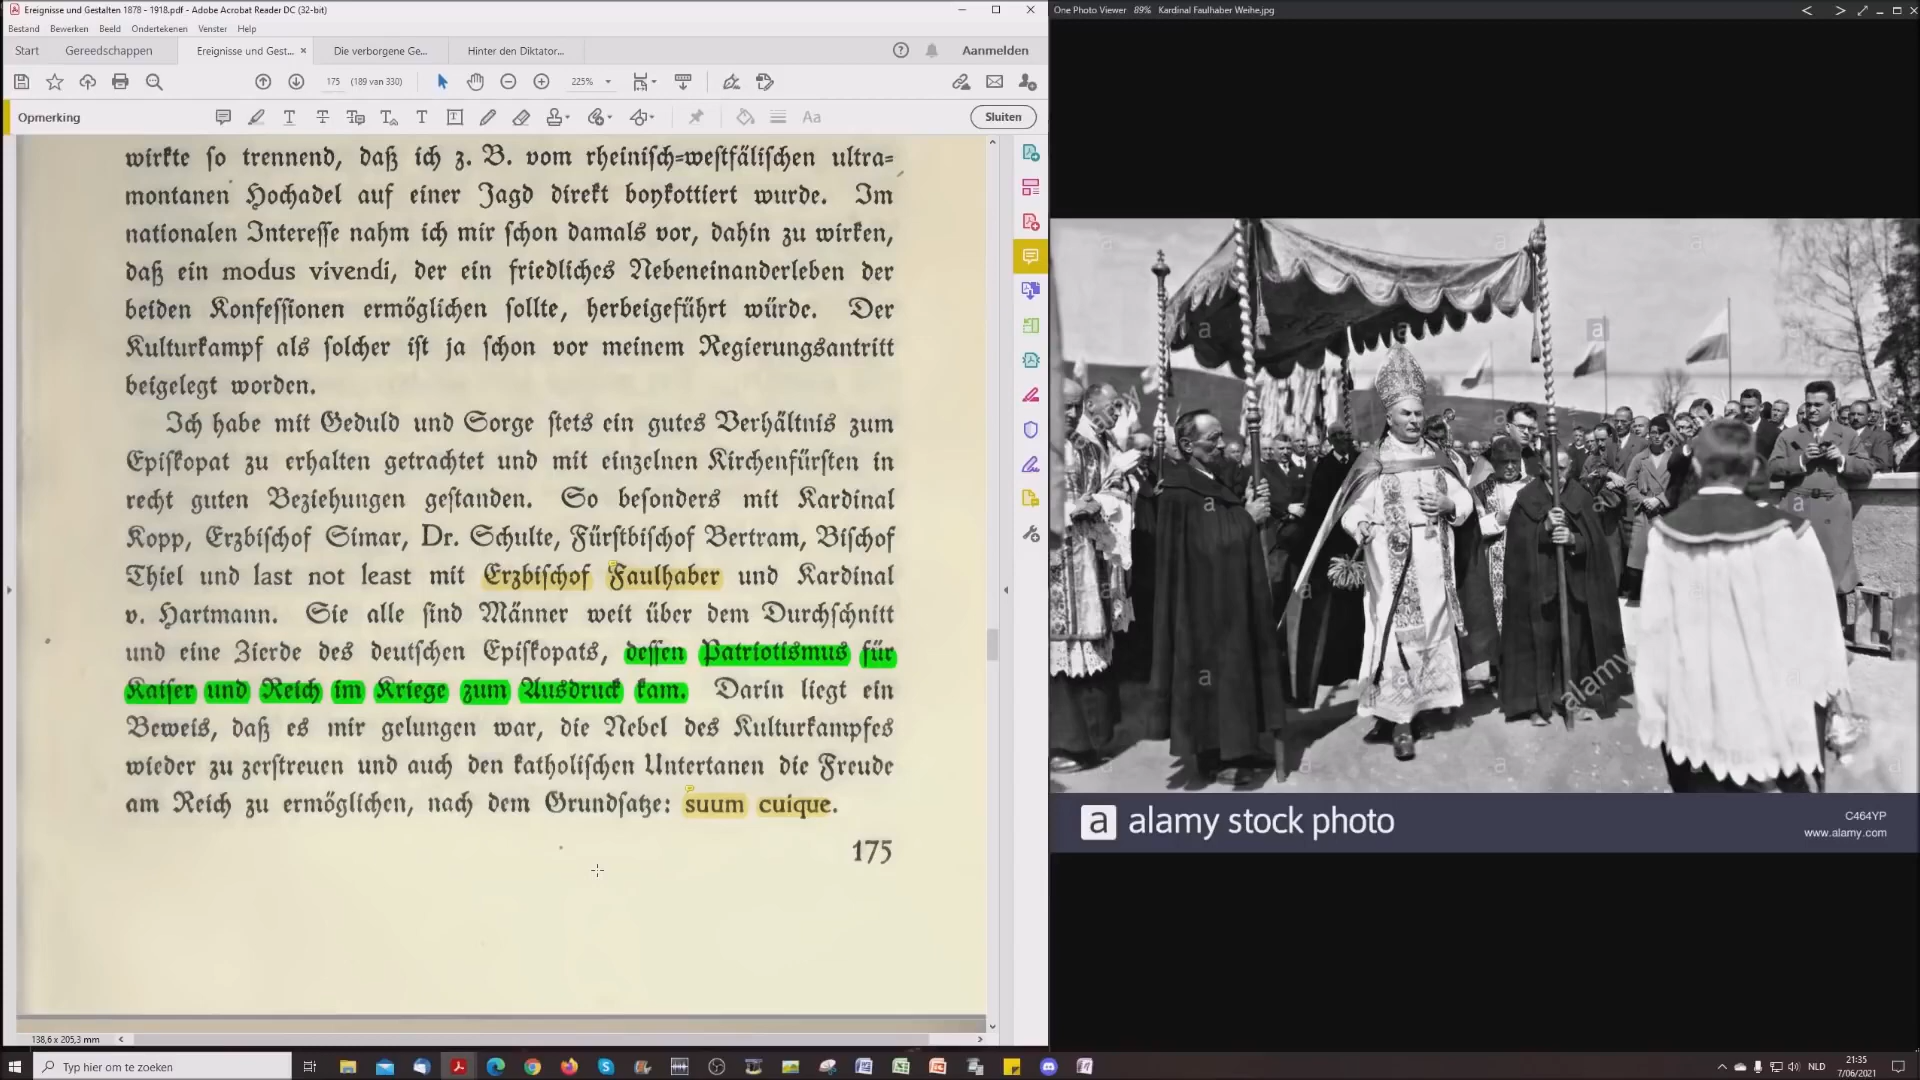 Ereignisse und Gestalten 1878 - 1918.pdf - Adobe Acrobat Reader DC (32-bit)
Bestand Bewerken Beeld Ondertekenen Venster Help
Start Gereedschappen Ereignisse und Gest... Die verborgene Ge... Hinter den Diktator... Aanmelden
175 (189 van 330) 225%
Opmerking Sluiten
wirkte so trennend, daß ich z. B. vom rheinisch-westfälischen ultra-
montanen Hochadel auf einer Jagd direkt boykottiert wurde. Im
nationalen Interesse nahm ich mir schon damals vor, dahin zu wirken,
daß ein modus vivendi, der ein friedliches Nebeneinanderleben der
beiden Konfessionen ermöglichen sollte, herbeigeführt würde. Der
Kulturkampf als solcher ist ja schon vor meinem Regierungsantritt
beigelegt worden.
Ich habe mit Geduld und Sorge stets ein gutes Verhältnis zum
Episkopat zu erhalten getrachtet und mit einzelnen Kirchenfürsten in
recht guten Beziehungen gestanden. So besonders mit Kardinal
Kopp, Erzbischof Simar, Dr. Schulte, Fürstbischof Bertram, Bischof
Thiel und last not least mit Erzbischof Faulhaber und Kardinal
v. Hartmann. Sie alle sind Männer weit über dem Durchschnitt
und eine Zierde des deutschen Episkopats, dessen Patriotismus für
Kaiser und Reich im Kriege zum Ausdruck kam. Darin liegt ein
Beweis, daß es mir gelungen war, die Nebel des Kulturkampfes
wieder zu zerstreuen und auch den katholischen Untertanen die Freude
am Reich zu ermöglichen, nach dem Grundsatze: suum cuique.
175
138,6 x 205,3 mm
One Photo Viewer 89% Kardinal Faulhaber Weihe.jpg
alamy
alamy
a alamy stock photo
C464YP
www.alamy.com
Typ hier om te zoeken
NLD
21:35
7/06/2021